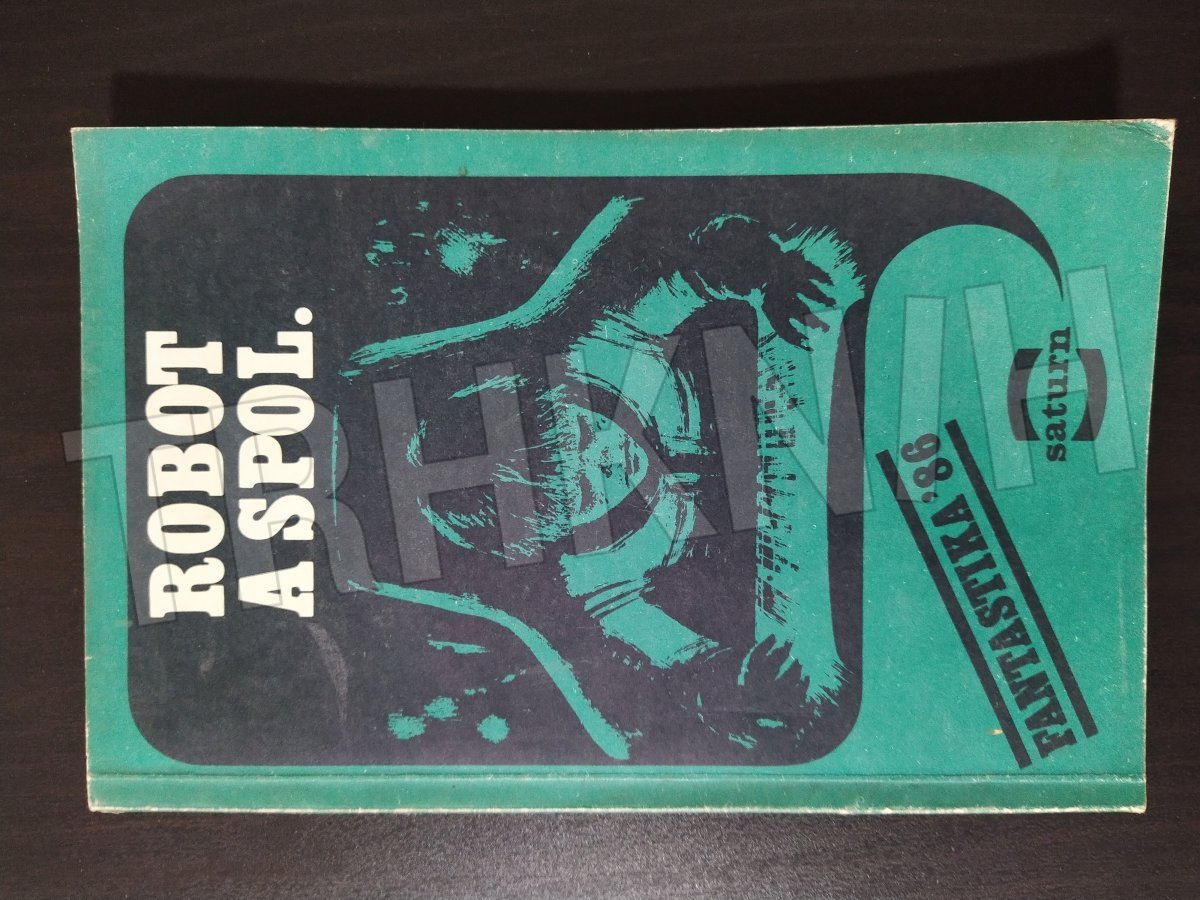 ROBOT
A SPOL.
FANTASTIKA '86
saturn
TRHKNIH